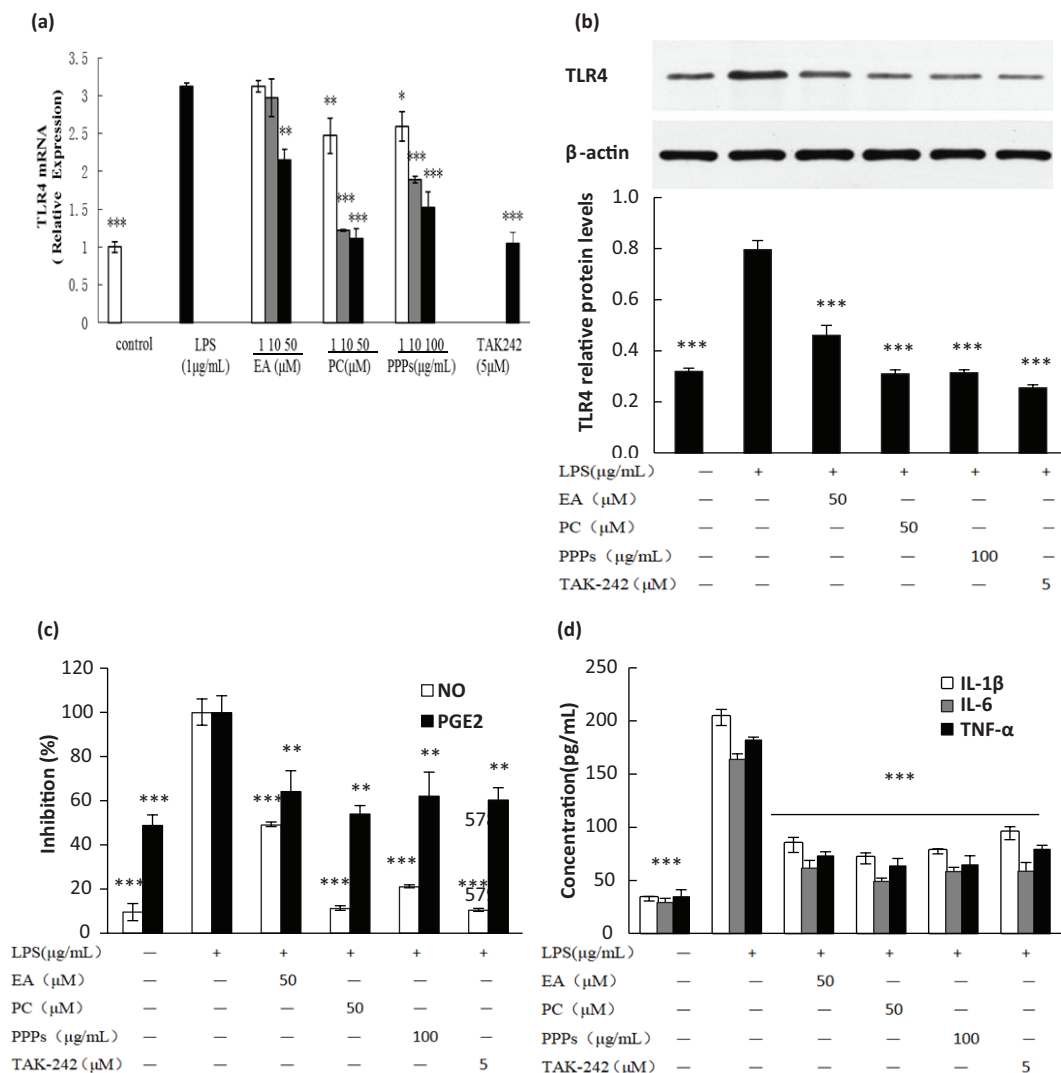 (a)
3.5
3
2.5
2
1.5
1
0.5
0
TLR4 mRNA
( Relative Expression)
***
**
**
***
***
*
***
***
***
control
LPS
(1μg/mL)
1 10 50
EA (μM)
1 10 50
PC(μM)
1 10 100
PPPs(μg/mL)
TAK242
(5μM)
(b)
TLR4
β-actin
1.0
0.8
0.6
0.4
0.2
0.0
TLR4 relative protein levels
***
***
***
***
***
LPS(μg/mL) — + + + + +
EA (μM) — — 50 — — —
PC (μM) — — — 50 — —
PPPs (μg/mL) — — — — 100 —
TAK-242 (μM) — — — — — 5
(c)
120
100
80
60
40
20
0
Inhibition (%)
NO
PGE2
***
***
***
**
***
**
***
**
***
**
57
57
LPS(μg/mL) — + + + + +
EA (μM) — — 50 — — —
PC (μM) — — — 50 — —
PPPs (μg/mL) — — — — 100 —
TAK-242 (μM) — — — — — 5
(d)
250
200
150
100
50
0
Concentration(pg/mL)
IL-1β
IL-6
TNF-α
***
***
LPS(μg/mL) — + + + + +
EA (μM) — — 50 — — —
PC (μM) — — — 50 — —
PPPs (μg/mL) — — — — 100 —
TAK-242 (μM) — — — — — 5